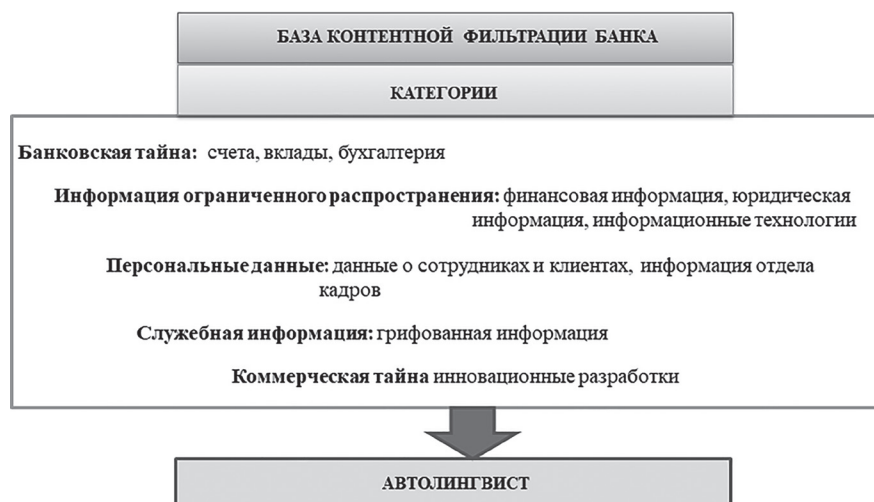 БАЗА КОНТЕНТНОЙ ФИЛЬТРАЦИИ БАНКА
КАТЕГОРИИ
Банковская тайна: счета, вклады, бухгалтерия
Информация ограниченного распространения: финансовая информация, юридическая
информация, информационные технологии
Персональные данные: данные о сотрудниках и клиентах, информация отдела
кадров
Служебная информация: грифованная информация
Коммерческая тайна инновационные разработки
АВТОЛИНГВИСТ